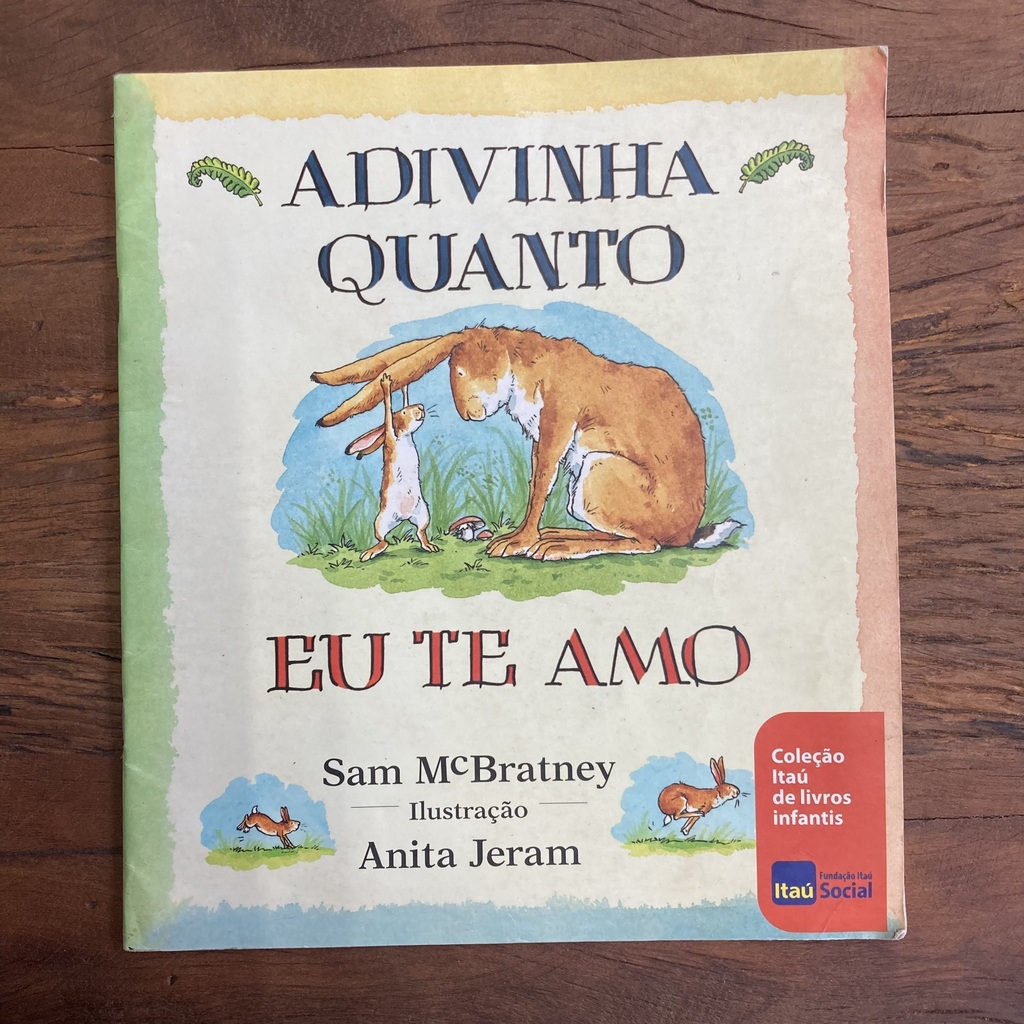 ADIVINHA
QUANTO
EU TE AMO
Sam McBratney
Ilustração
Anita Jeram
Coleção
Itaú
de livros
infantis
Itaú
Fundação Itaú
Social